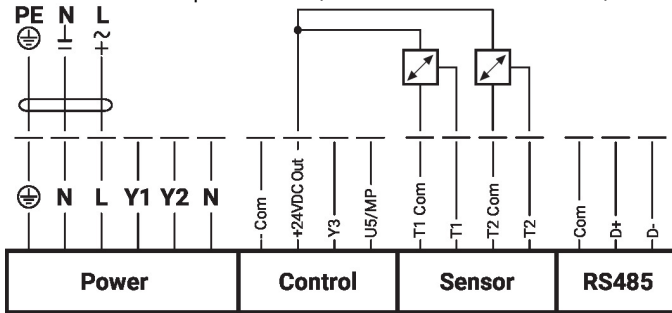 PE N L
N L Y1 Y2 N
- Com
+24VDC Out
Y3
U5/MP
T1 Com
T1
T2 Com
T2
Com
D+
D-
Power Control Sensor RS485